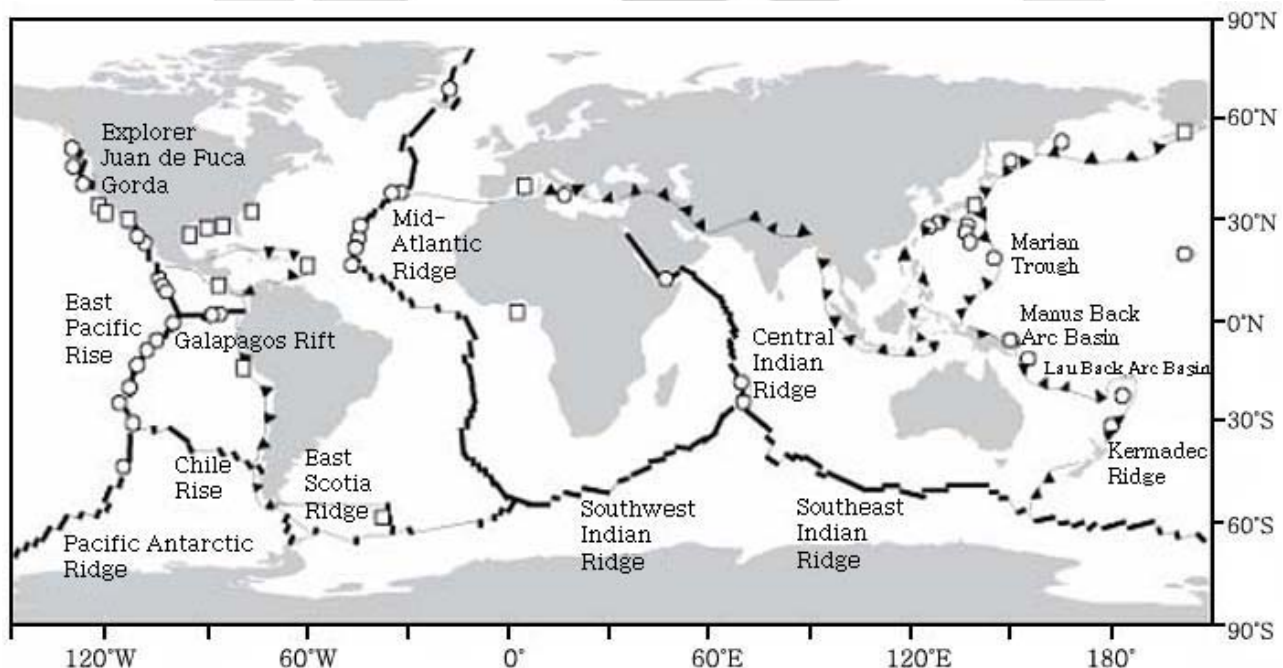 90°N
60°N
30°N
0°N
30°S
60°S
90°S
Explorer
Juan de Fuca
Gorda
Mid-
Atlantic
Ridge
East
Pacific
Rise
Galapagos Rift
Chile
Rise
East
Scotia
Ridge
Pacific Antarctic
Ridge
Southwest
Indian
Ridge
Central
Indian
Ridge
Southeast
Indian
Ridge
Marian
Trough
Manus Back
Arc Basin
Lau Back Arc Basin
Kermadec
Ridge
120°W
60°W
0°
60°E
120°E
180°